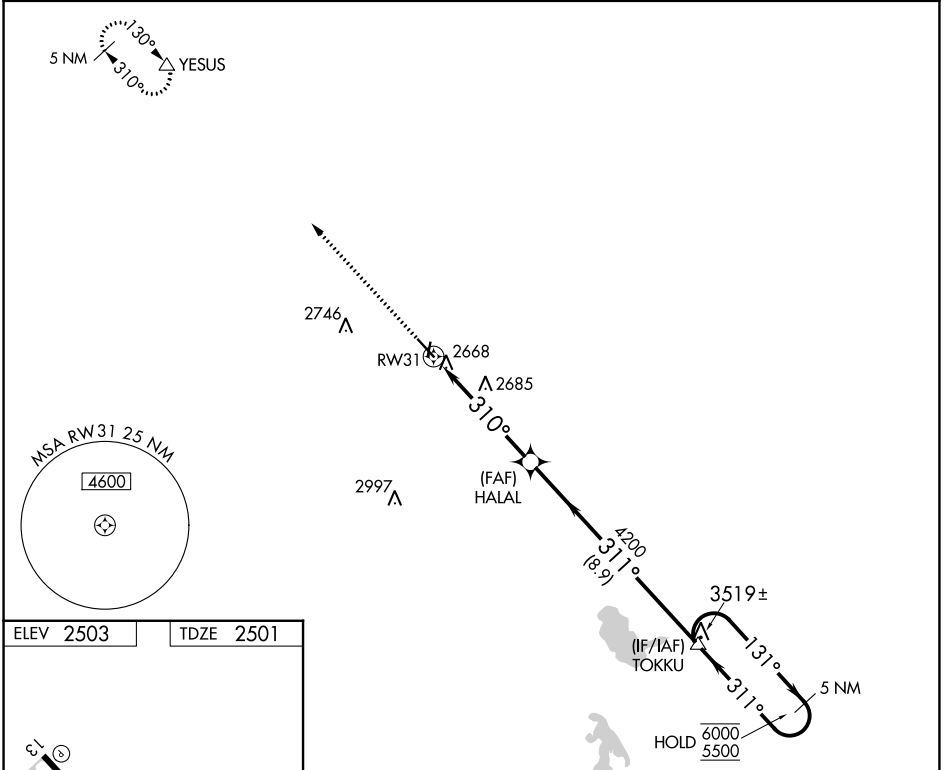 130°
5 NM
310°
YESUS
2746
RW31
2668
2685
310°
MSA RW31 25 NM
4600
(FAF)
HALAL
2997
4200
311°
(8.9)
3519±
(IF/IAF)
TOKKU
131°
311°
5 NM
HOLD 6000
5500
ELEV 2503
TDZE 2501
13
P